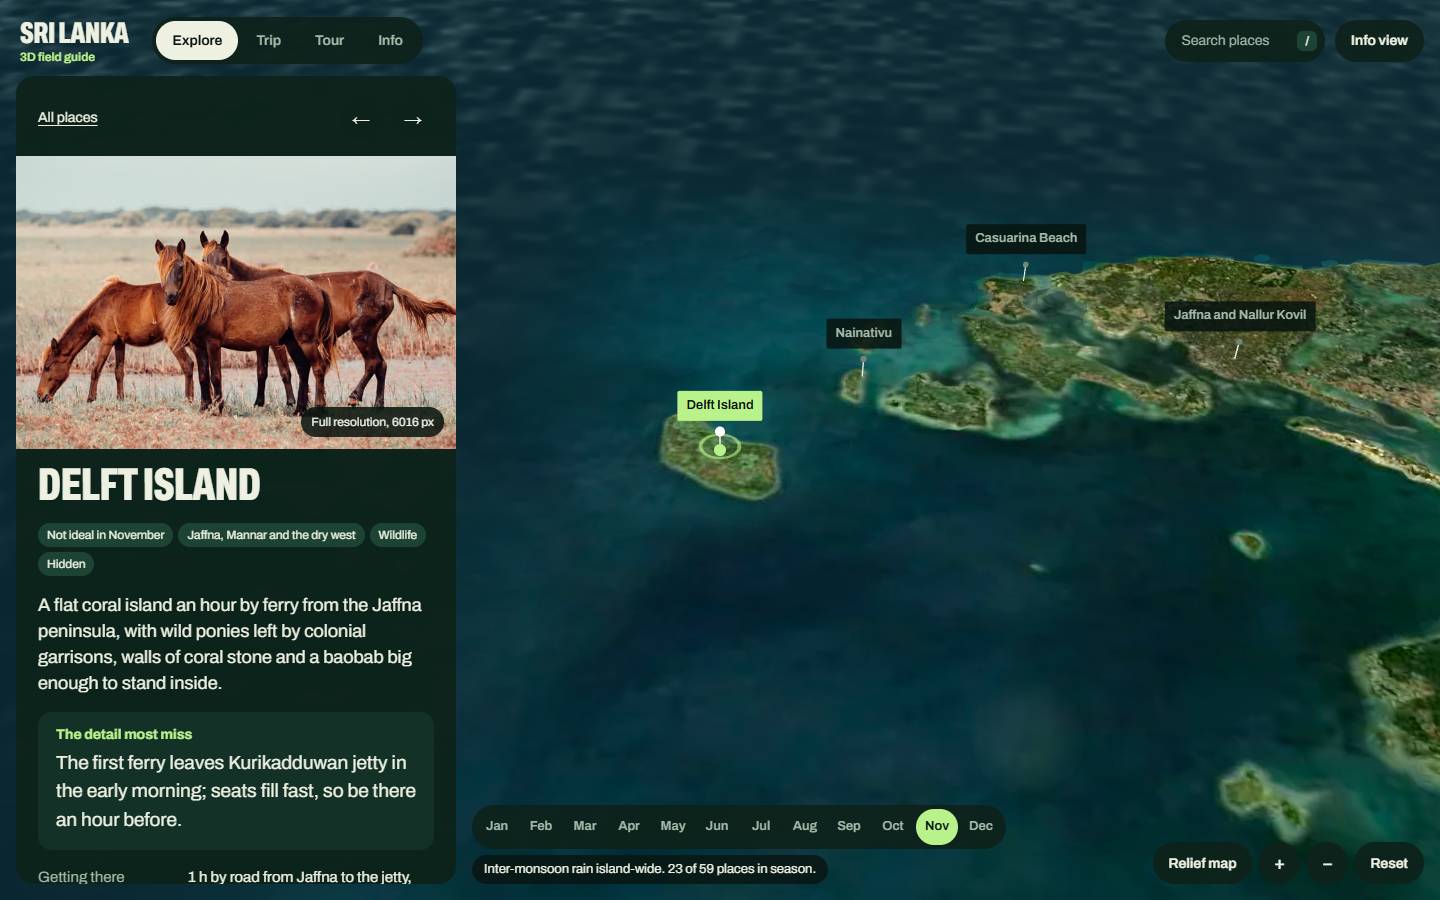 SRI LANKA
3D field guide
Explore
Trip
Tour
Info
Search places
/
Info view
All places
← →
Full resolution, 6016 px
DELFT ISLAND
Not ideal in November
Jaffna, Mannar and the dry west
Wildlife
Hidden
A flat coral island an hour by ferry from the Jaffna
peninsula, with wild ponies left by colonial
garrisons, walls of coral stone and a baobab big
enough to stand inside.
The detail most miss
The first ferry leaves Kurikadduwan jetty in
the early morning; seats fill fast, so be there
an hour before.
Getting there
1 h by road from Jaffna to the jetty,
Casuarina Beach
Jaffna and Nallur Kovil
Nainativu
Delft Island
Jan
Feb
Mar
Apr
May
Jun
Jul
Aug
Sep
Oct
Nov
Dec
Inter-monsoon rain island-wide. 23 of 59 places in season.
Relief map
+
−
Reset